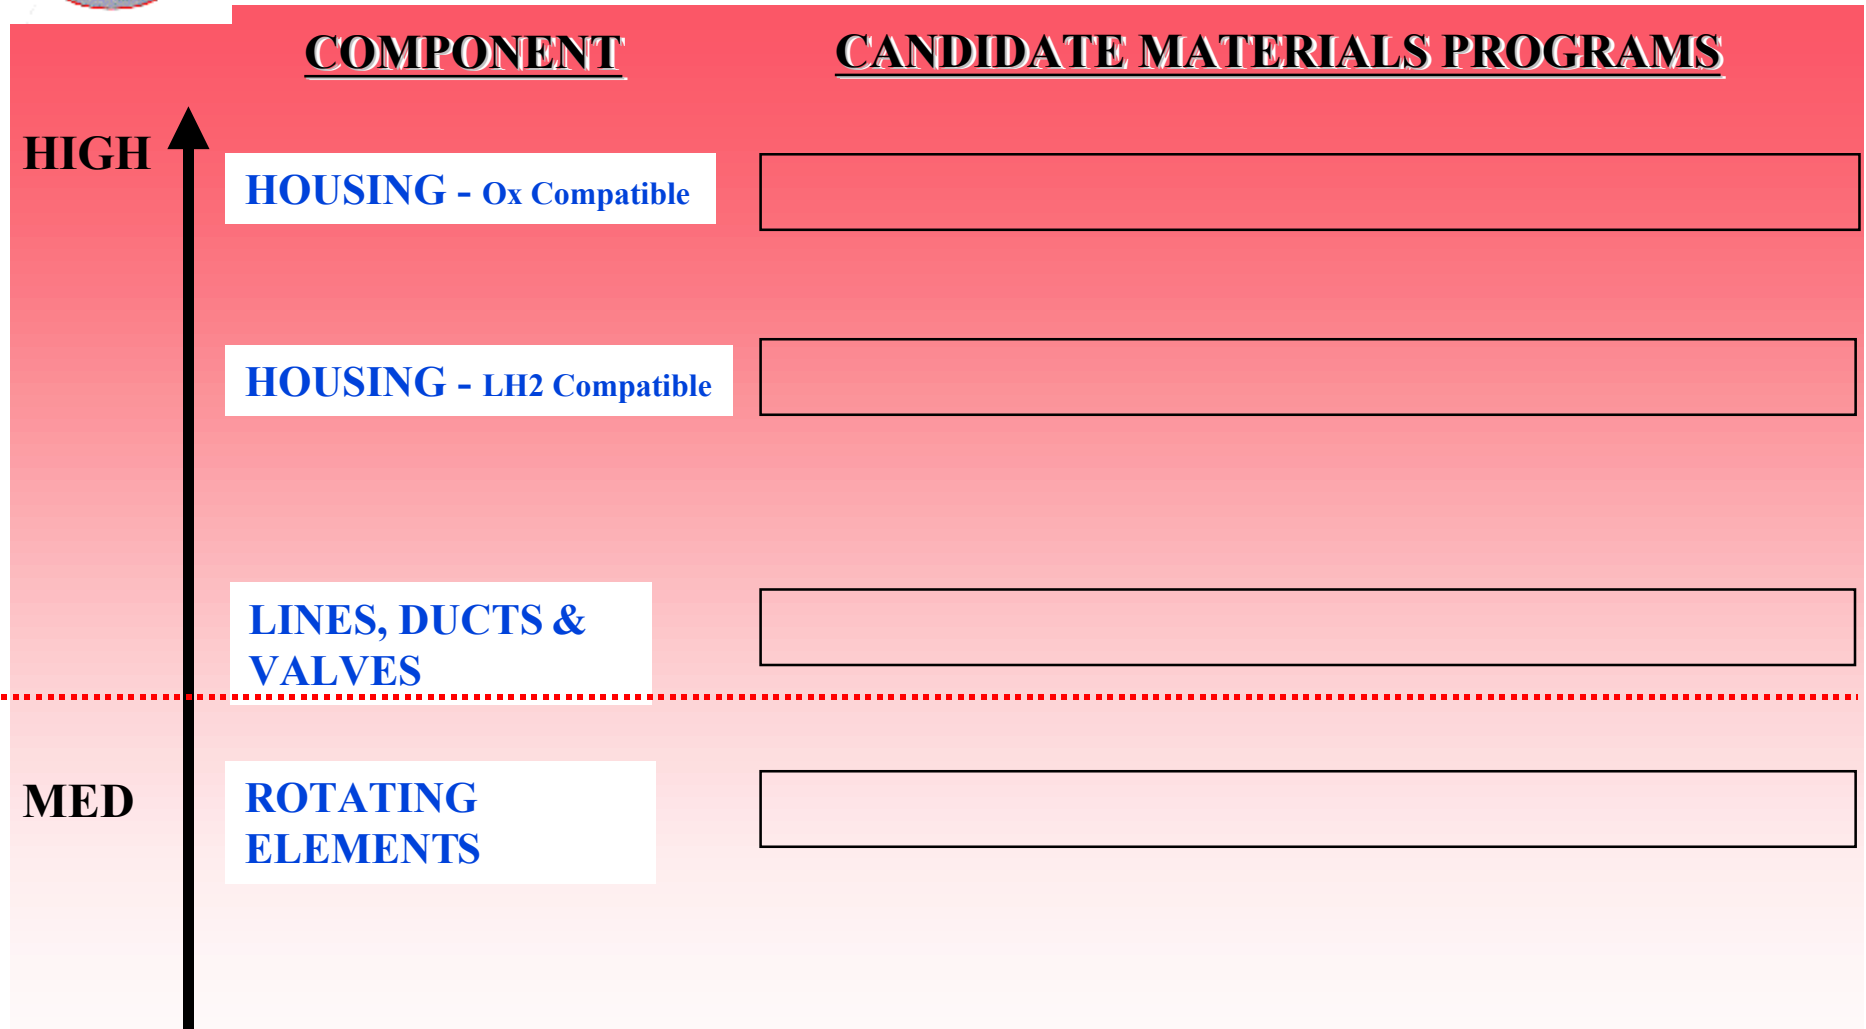 COMPONENT
CANDIDATE MATERIALS PROGRAMS
HIGH
HOUSING - Ox Compatible
HOUSING - LH2 Compatible
LINES, DUCTS &
VALVES
MED
ROTATING
ELEMENTS